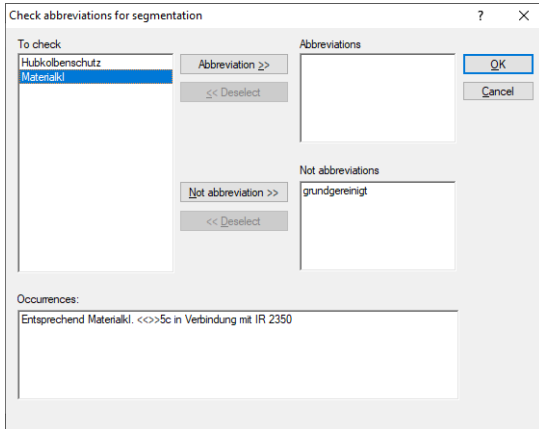 Check abbreviations for segmentation
?
To check
Hubkolbenschutz
Materialkl
Abbreviation >>
<< Deselect
Abbreviations
OK
Cancel
Not abbreviation >>
<< Deselect
Not abbreviations
grundgereinigt
Occurrences:
Entsprechend Materialkl. <<>>5c in Verbindung mit IR 2350